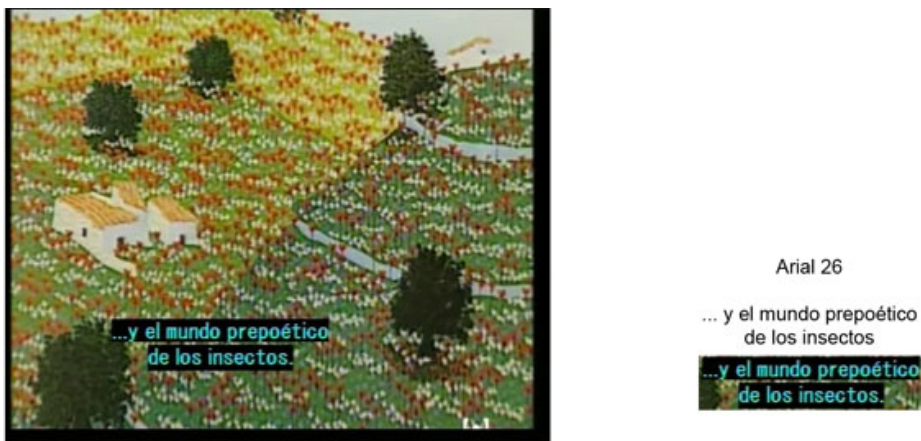 ...y el mundo prepoético
de los insectos.
Arial 26
... y el mundo prepoético
de los insectos
...y el mundo prepoético
de los insectos.